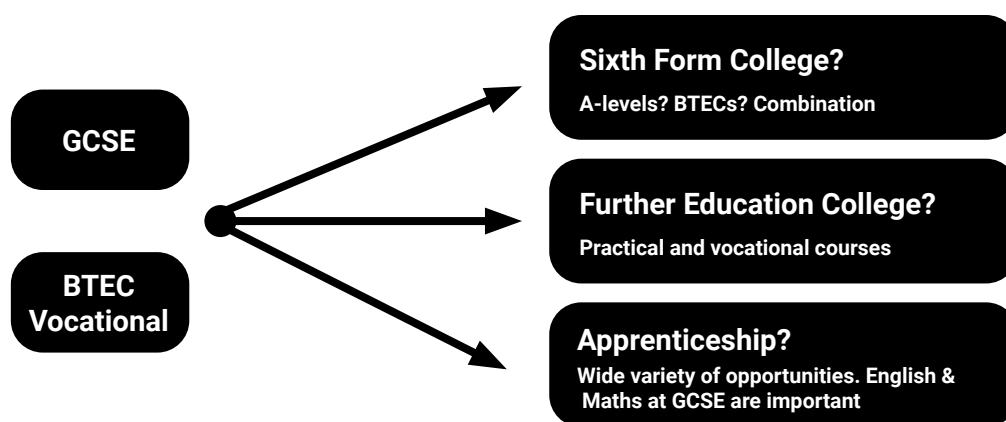 GCSE
BTEC
Vocational
Sixth Form College?
A-levels? BTECs? Combination
Further Education College?
Practical and vocational courses
Apprenticeship?
Wide variety of opportunities. English &
Maths at GCSE are important